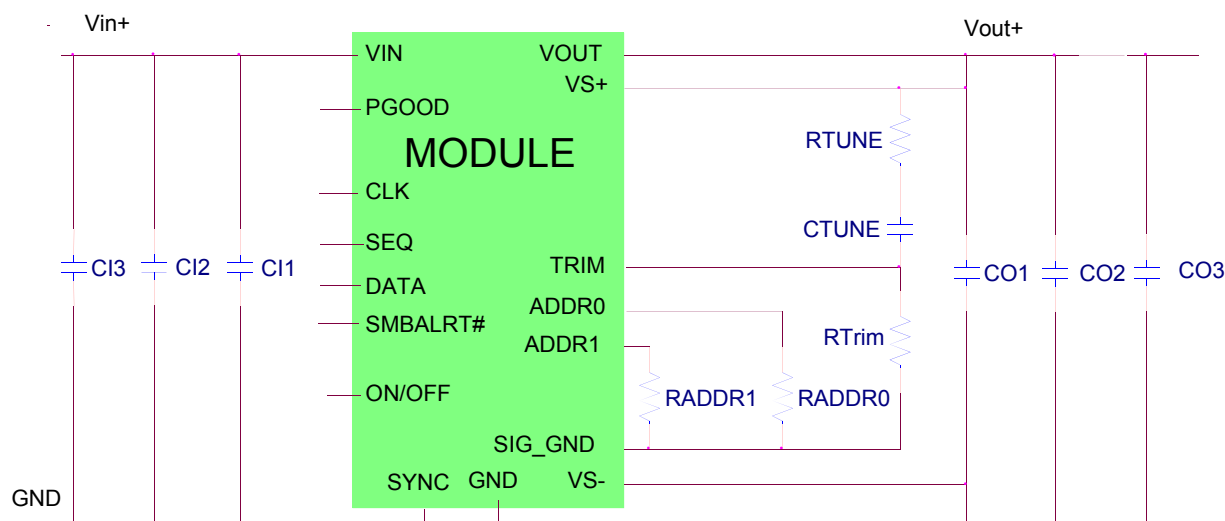 Vin+
Vout+
VIN
VOUT
VS+
PGOOD
MODULE
RTUNE
CLK
CTUNE
SEQ
TRIM
CI3
CI2
CI1
DATA
CO1
CO2
CO3
ADDR0
SMBALRT#
ADDR1
RTrim
ON/OFF
RADDR1
RADDR0
SIG_GND
SYNC
GND
VS-
GND